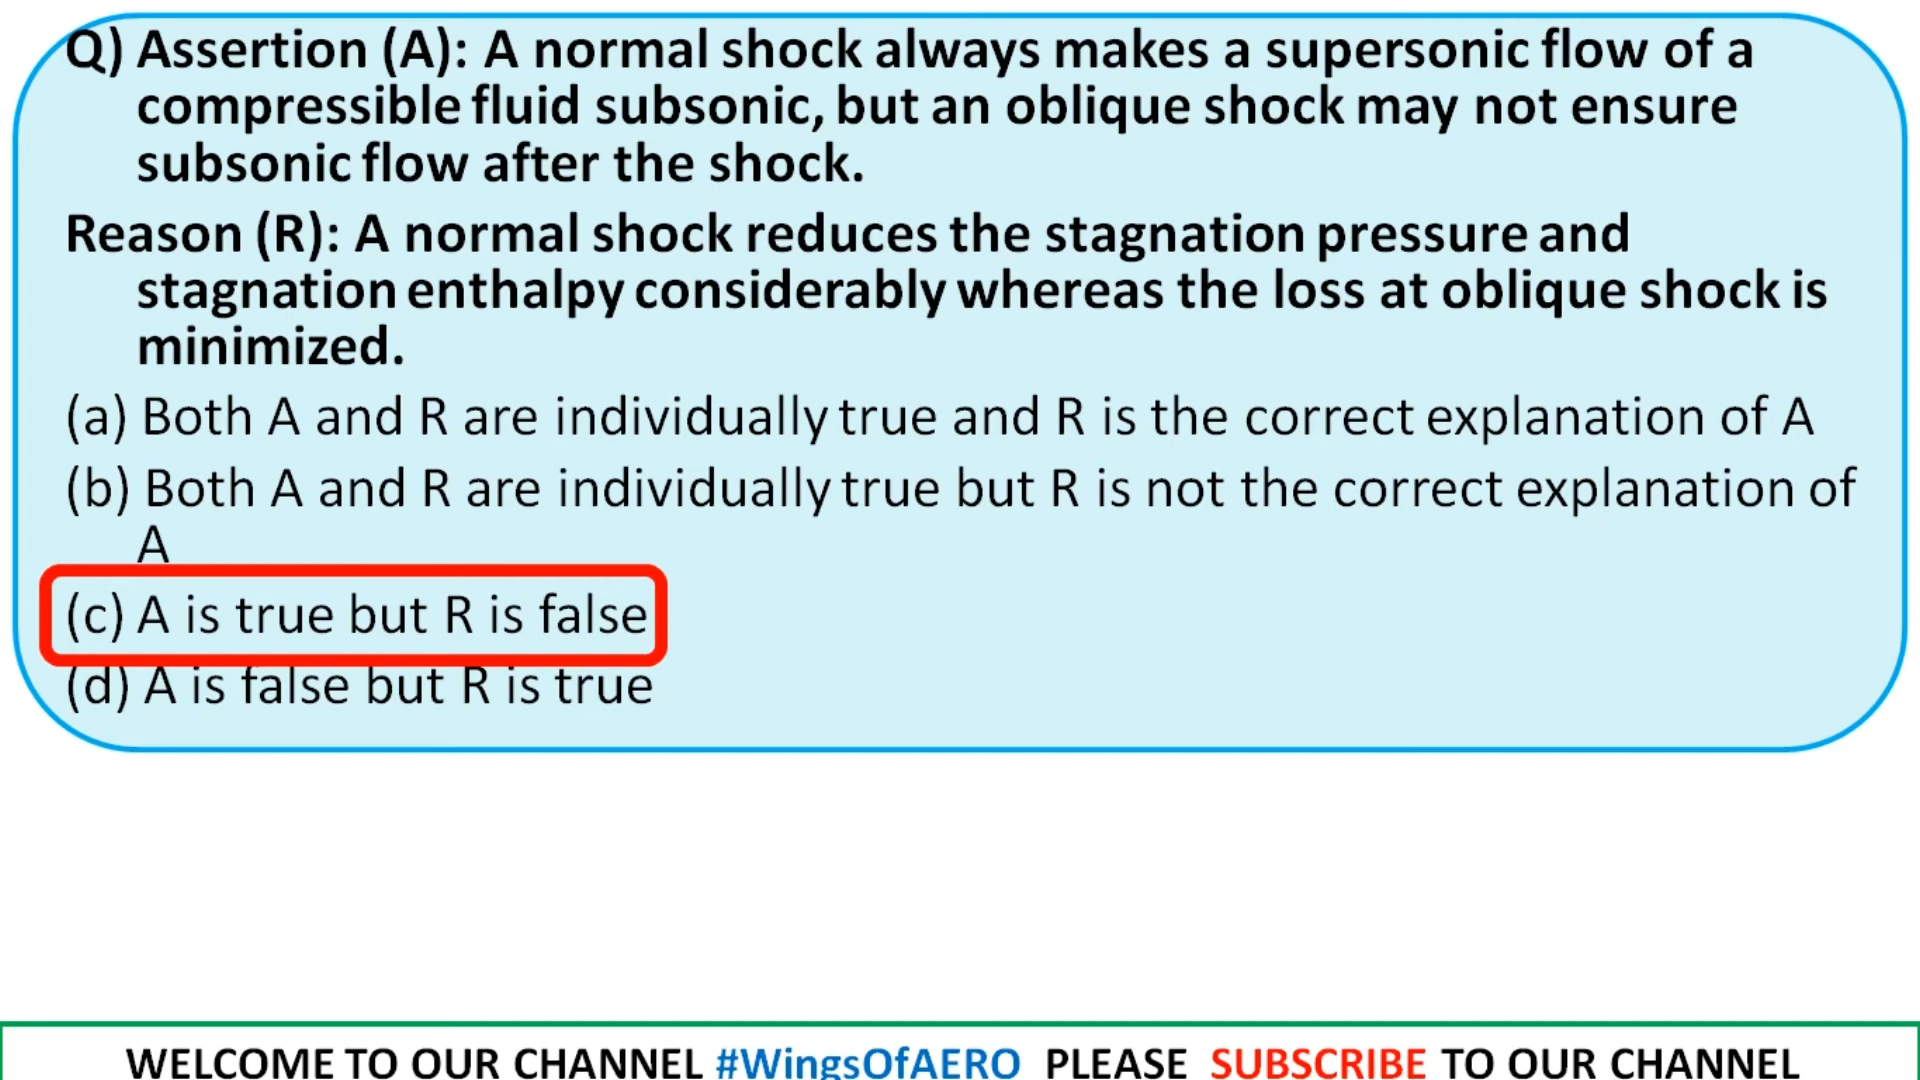 Q) Assertion (A): A normal shock always makes a supersonic flow of a
compressible fluid subsonic, but an oblique shock may not ensure
subsonic flow after the shock.
Reason (R): A normal shock reduces the stagnation pressure and
stagnation enthalpy considerably whereas the loss at oblique shock is
minimized.
(a) Both A and R are individually true and R is the correct explanation of A
(b) Both A and R are individually true but R is not the correct explanation of
A
(c) A is true but R is false
(d) A is false but R is true
WELCOME TO OUR CHANNEL #WingsOfAERO PLEASE SUBSCRIBE TO OUR CHANNEL